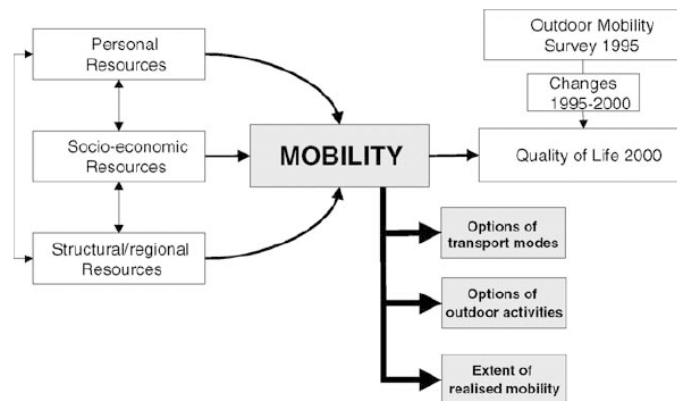 Personal
Resources
Socio-economic
Resources
Structural/regional
Resources
MOBILITY
Outdoor Mobility
Survey 1995
Changes
1995-2000
Quality of Life 2000
Options of
transport modes
Options of
outdoor activities
Extent of
realised mobility